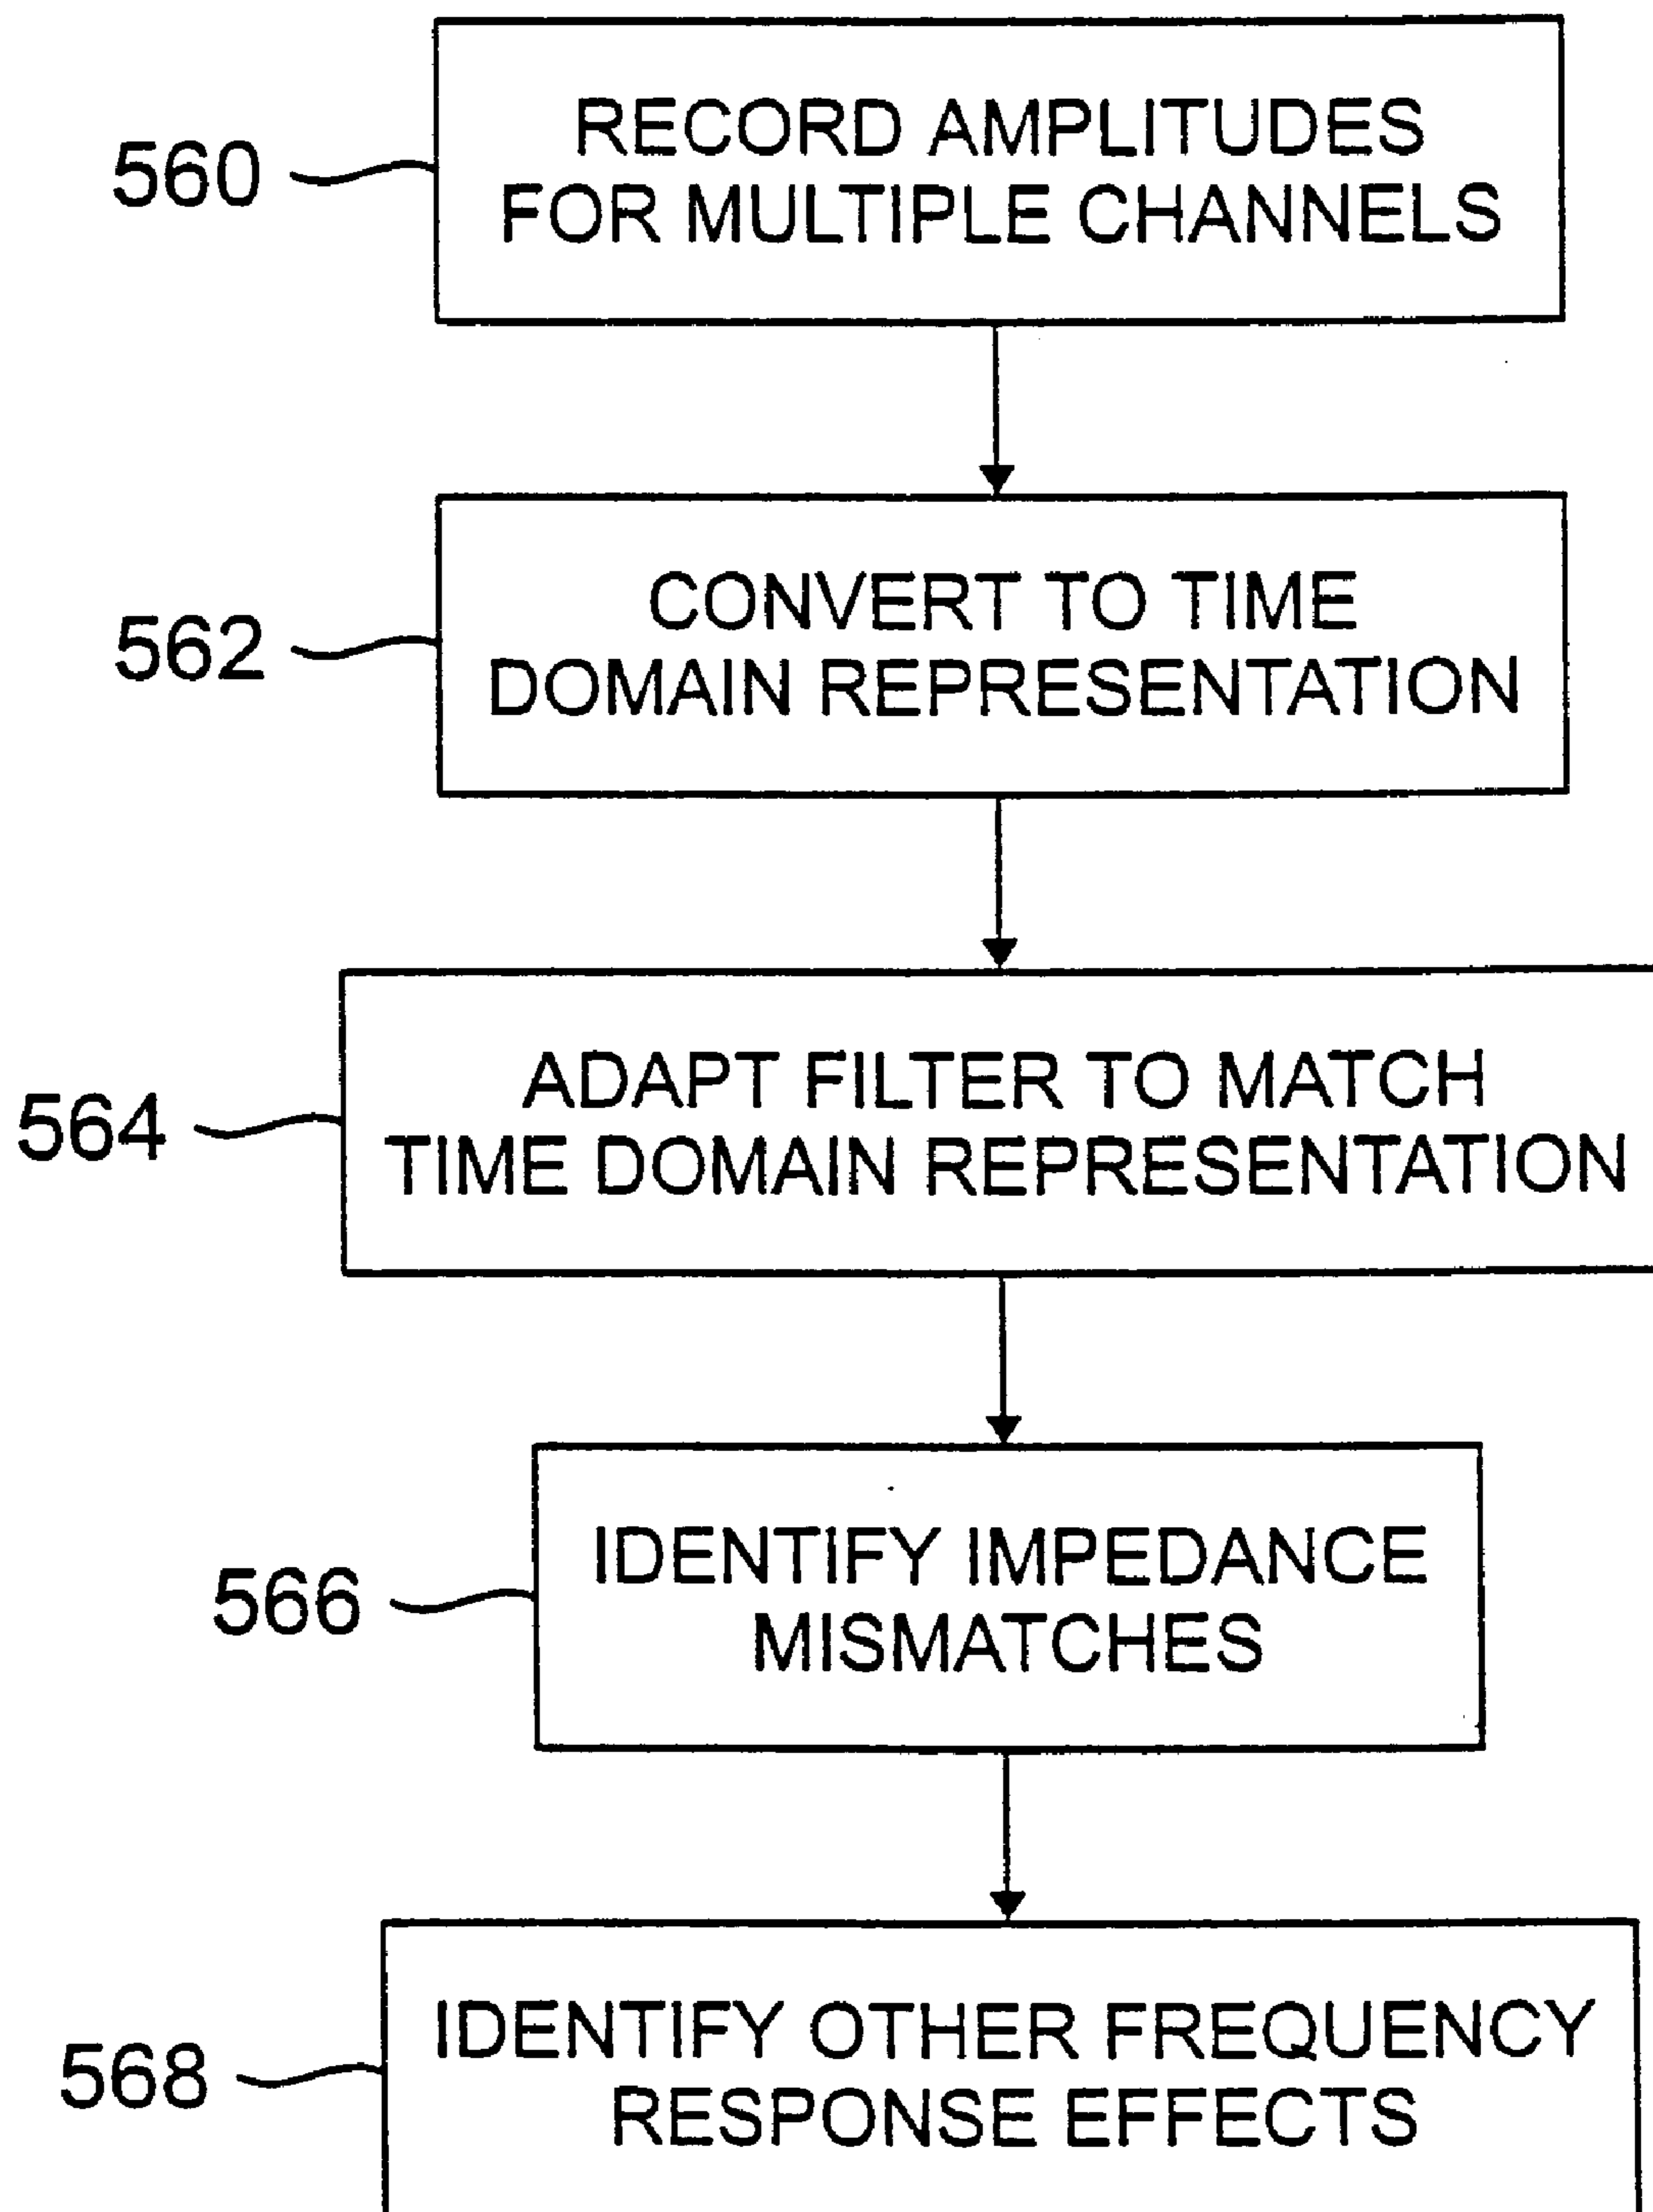 560
RECORD AMPLITUDES
FOR MULTIPLE CHANNELS
562
CONVERT TO TIME
DOMAIN REPRESENTATION
564
ADAPT FILTER TO MATCH
TIME DOMAIN REPRESENTATION
566
IDENTIFY IMPEDANCE
MISMATCHES
568
IDENTIFY OTHER FREQUENCY
RESPONSE EFFECTS